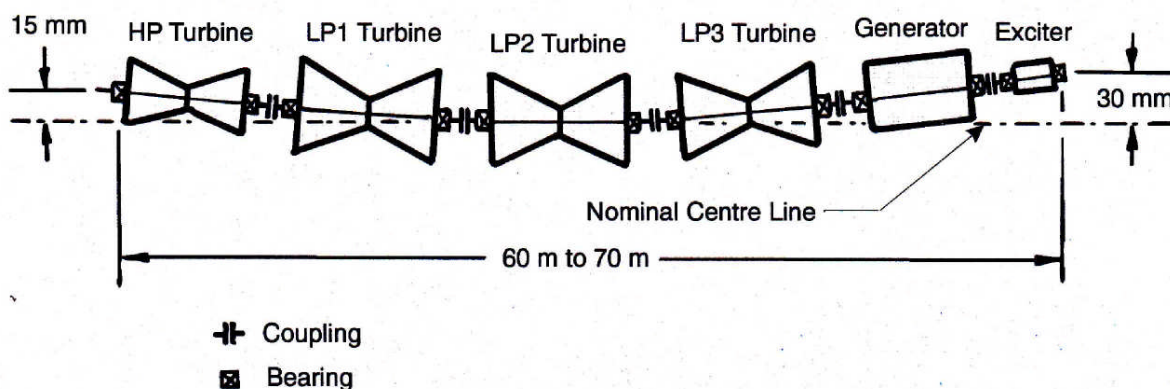 15 mm
HP Turbine
LP1 Turbine
LP2 Turbine
LP3 Turbine
Generator
Exciter
30 mm
Nominal Centre Line
60 m to 70 m
Coupling
Bearing